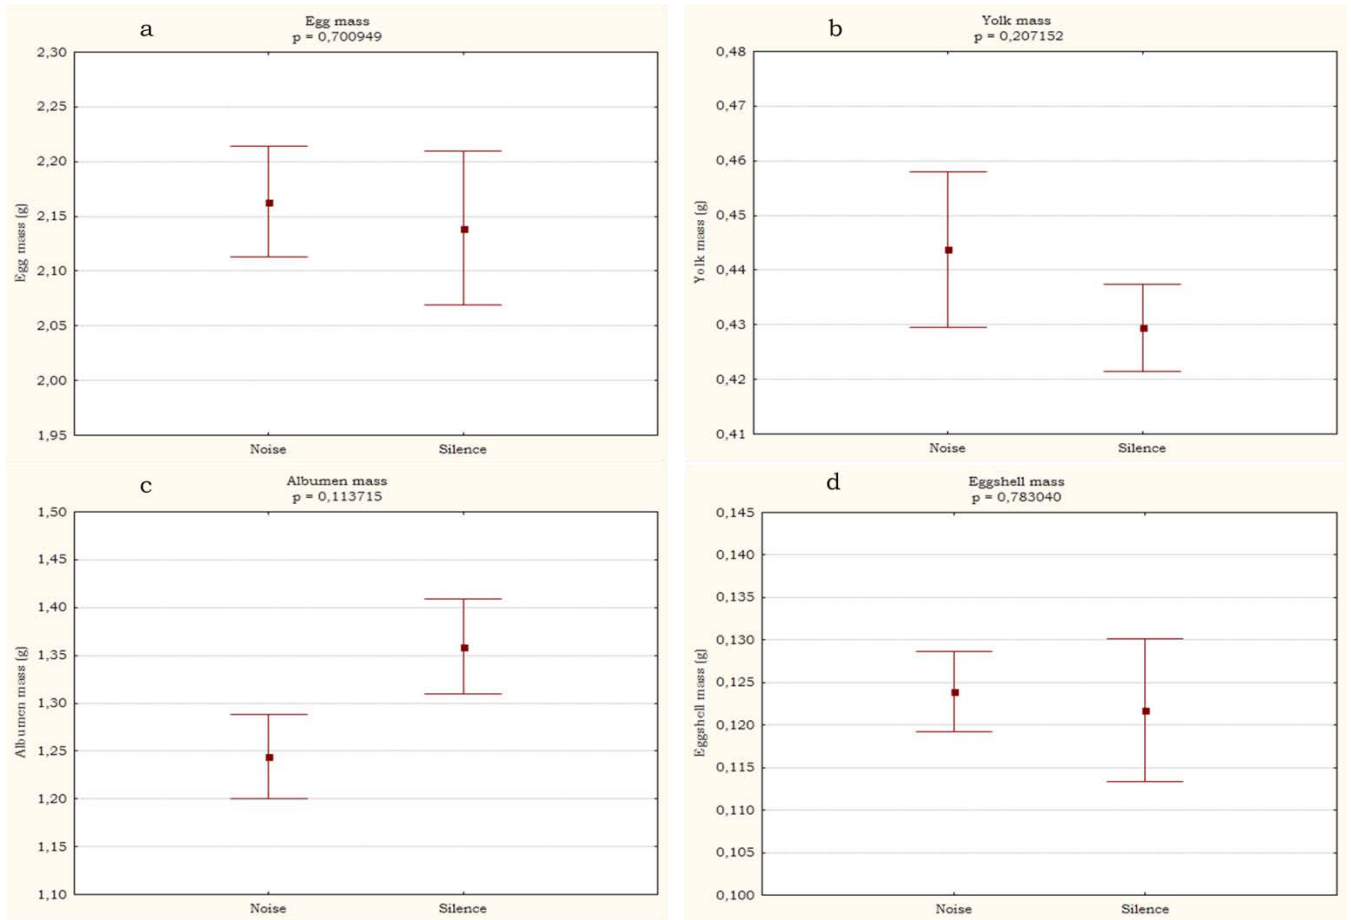 a
Egg mass
p = 0,700949
2,30
2,25
2,20
2,15
2,10
2,05
2,00
1,95
Egg mass (g)
Noise
Silence
b
Yolk mass
p = 0,207152
0,48
0,47
0,46
0,45
0,44
0,43
0,42
0,41
Yolk mass (g)
Noise
Silence
c
Albumen mass
p = 0,113715
1,50
1,45
1,40
1,35
1,30
1,25
1,20
1,15
1,10
Albumen mass (g)
Noise
Silence
d
Eggshell mass
p = 0,783040
0,145
0,140
0,135
0,130
0,125
0,120
0,115
0,110
0,105
0,100
Eggshell mass (g)
Noise
Silence